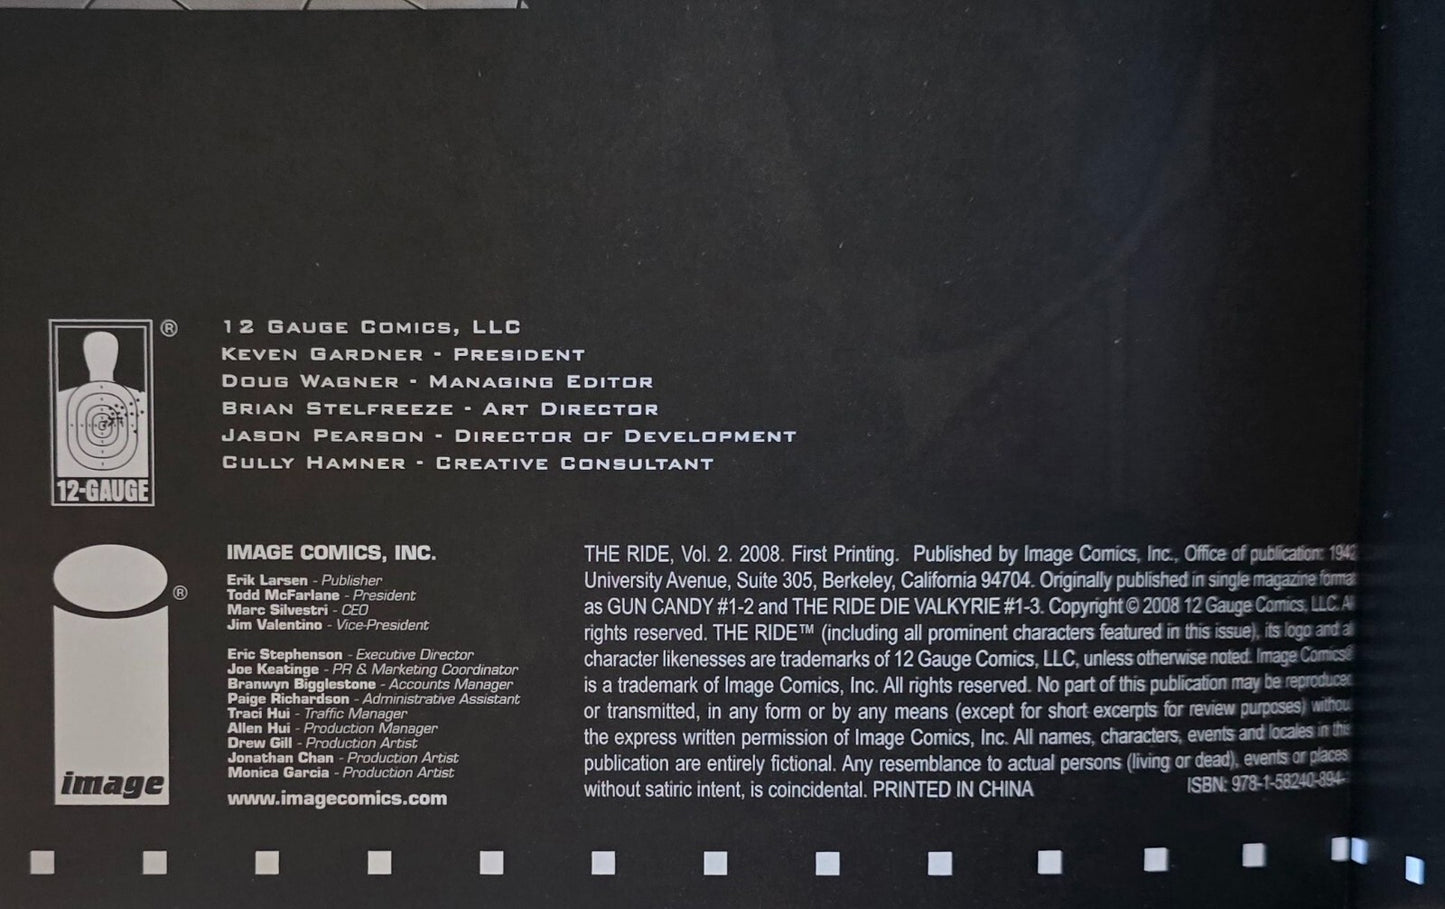 12 GAUGE COMICS, LLC
KEVEN GARDNER - PRESIDENT
DOUG WAGNER - MANAGING EDITOR
BRIAN STELFREEZE - ART DIRECTOR
JASON PEARSON - DIRECTOR OF DEVELOPMENT
CULLY HAMNER - CREATIVE CONSULTANT
®
12-GAUGE
IMAGE COMICS, INC.
Erik Larsen - Publisher
Todd McFarlane - President
Marc Silvestri - CEO
Jim Valentino - Vice-President
Eric Stephenson - Executive Director
Joe Keatinge - PR & Marketing Coordinator
Branwyn Bigglestone - Accounts Manager
Paige Richardson - Administrative Assistant
Traci Hui - Traffic Manager
Allen Hui - Production Manager
Drew Gill - Production Artist
Jonathan Chan - Production Artist
Monica Garcia - Production Artist
www.imagecomics.com
®
image
THE RIDE, Vol. 2. 2008. First Printing. Published by Image Comics, Inc., Office of publication: 1942
University Avenue, Suite 305, Berkeley, California 94704. Originally published in single magazine
as GUN CANDY #1-2 and THE RIDE DIE VALKYRIE #1-3. Copyright © 2008 12 Gauge Comics, LLC.
rights reserved. THE RIDE™ (including all prominent characters featured in this issue), its logo and
character likenesses are trademarks of 12 Gauge Comics, LLC, unless otherwise noted. Image Comics®
is a trademark of Image Comics, Inc. All rights reserved. No part of this publication may be
or transmitted, in any form or by any means (except for short excerpts for review purposes)
the express written permission of Image Comics, Inc. All names, characters, events and locales in this
publication are entirely fictional. Any resemblance to actual persons (living or dead), events or places
without satiric intent, is coincidental. PRINTED IN CHINA
ISBN: 978-1-58240-894-